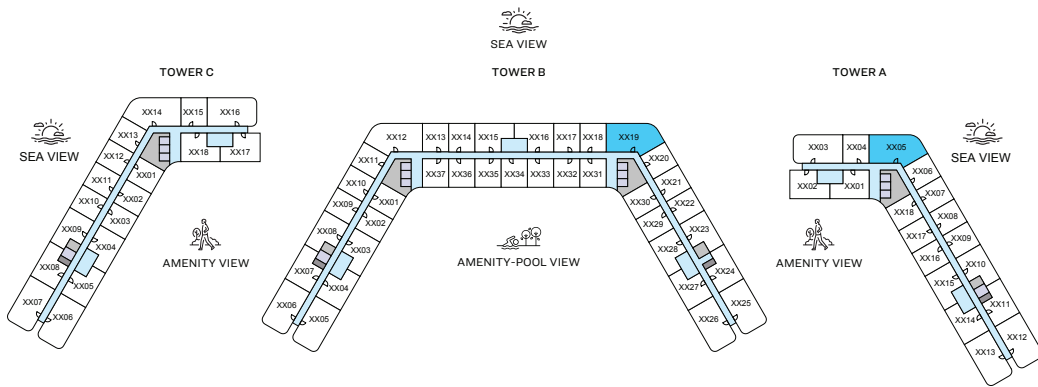 SEA VIEW
TOWER C
TOWER B
TOWER A
XX14
XX15
XX16
XX13
XX12
XX18
XX17
XX11
XX01
XX10
XX02
XX03
XX09
XX04
XX08
XX05
XX07
XX06
SEA VIEW
AMENITY VIEW
XX12
XX13
XX14
XX15
XX16
XX17
XX18
XX19
XX11
XX20
XX10
XX37
XX36
XX35
XX34
XX33
XX32
XX31
XX21
XX09
XX01
XX30
XX22
XX02
XX29
XX08
XX23
XX03
XX28
XX07
XX24
XX04
XX27
XX06
XX25
XX05
XX26
AMENITY-POOL VIEW
XX03
XX04
XX05
XX06
XX02
XX01
XX07
XX18
XX08
XX17
XX09
XX16
XX10
XX15
XX11
XX14
XX12
XX13
SEA VIEW
AMENITY VIEW